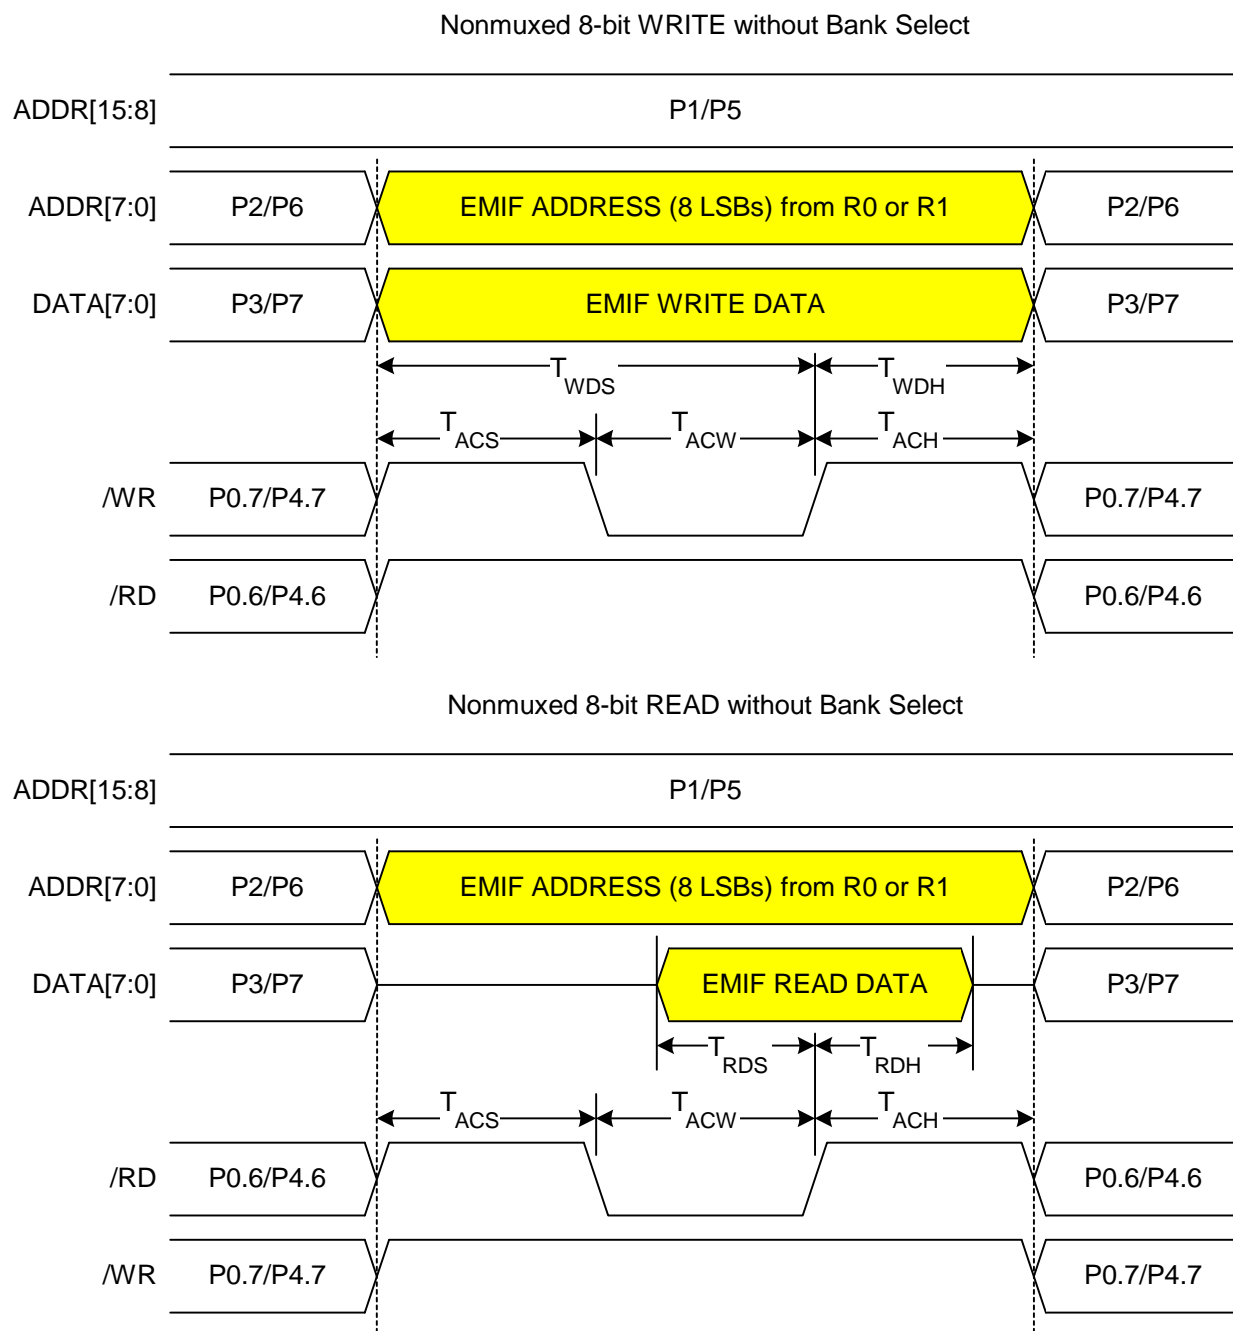 Nonmuxed 8-bit WRITE without Bank Select
ADDR[15:8] P1/P5
ADDR[7:0] P2/P6 EMIF ADDRESS (8 LSBs) from R0 or R1 P2/P6
DATA[7:0] P3/P7 EMIF WRITE DATA P3/P7
TWDS TWDH
TACS TACW TACH
/WR P0.7/P4.7 P0.7/P4.7
/RD P0.6/P4.6 P0.6/P4.6
Nonmuxed 8-bit READ without Bank Select
ADDR[15:8] P1/P5
ADDR[7:0] P2/P6 EMIF ADDRESS (8 LSBs) from R0 or R1 P2/P6
DATA[7:0] P3/P7 EMIF READ DATA P3/P7
TRDS TRDH
TACS TACW TACH
/RD P0.6/P4.6 P0.6/P4.6
/WR P0.7/P4.7 P0.7/P4.7